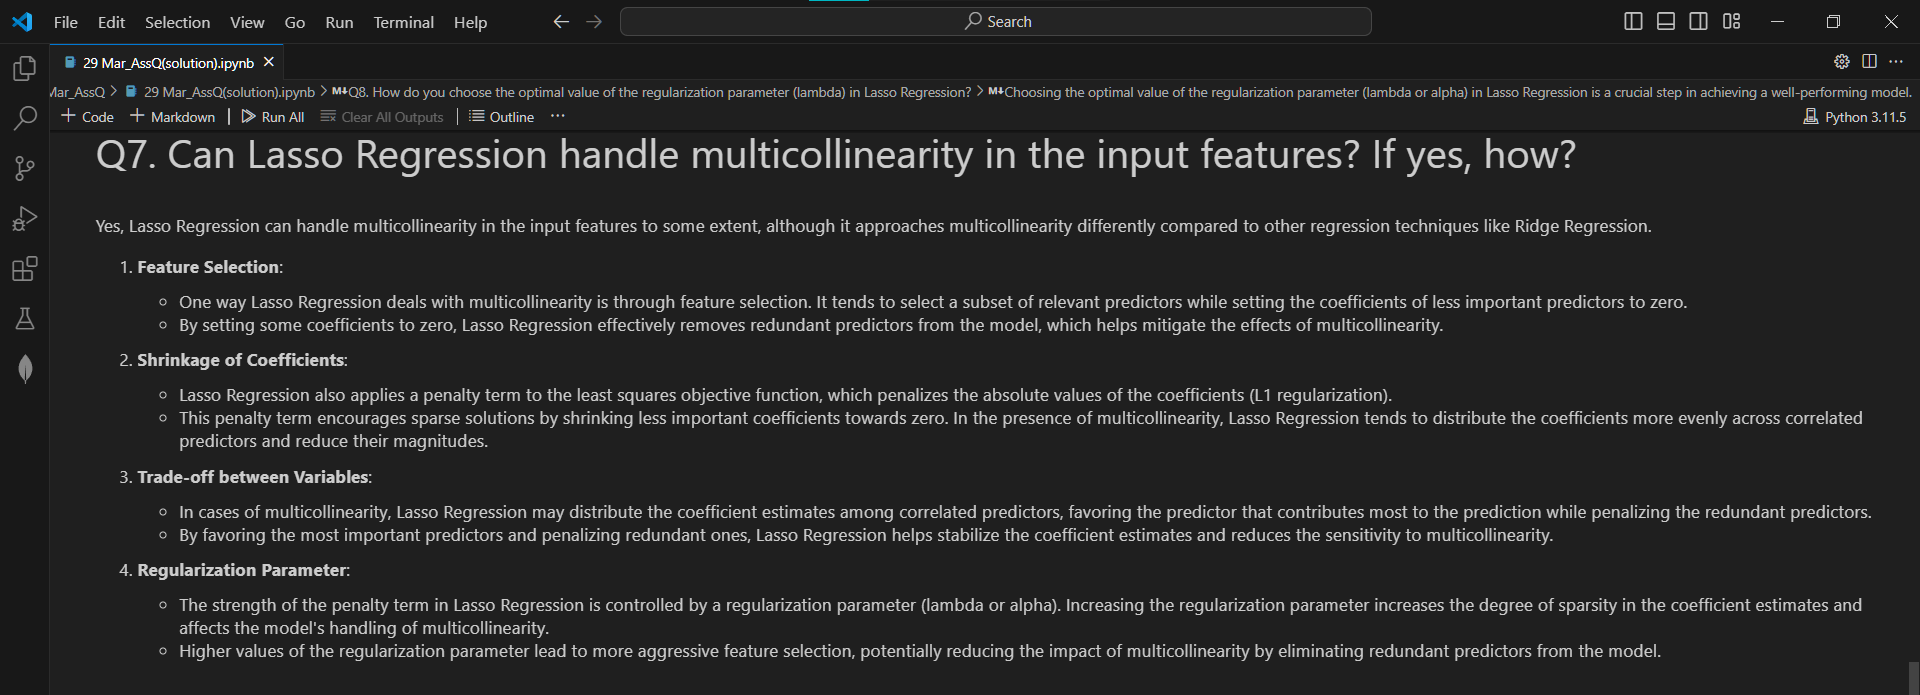 File Edit Selection View Go Run Terminal Help
Search
29 Mar_AssQ(solution).ipynb
Mar_AssQ > 29 Mar_AssQ(solution).ipynb > M↓Q8. How do you choose the optimal value of the regularization parameter (lambda) in Lasso Regression? > M↓Choosing the optimal value of the regularization parameter (lambda or alpha) in Lasso Regression is a crucial step in achieving a well-performing model.
+ Code + Markdown | Run All Clear All Outputs | Outline ... Python 3.11.5
Q7. Can Lasso Regression handle multicollinearity in the input features? If yes, how?
Yes, Lasso Regression can handle multicollinearity in the input features to some extent, although it approaches multicollinearity differently compared to other regression techniques like Ridge Regression.
1. Feature Selection:
One way Lasso Regression deals with multicollinearity is through feature selection. It tends to select a subset of relevant predictors while setting the coefficients of less important predictors to zero.
By setting some coefficients to zero, Lasso Regression effectively removes redundant predictors from the model, which helps mitigate the effects of multicollinearity.
2. Shrinkage of Coefficients:
Lasso Regression also applies a penalty term to the least squares objective function, which penalizes the absolute values of the coefficients (L1 regularization).
This penalty term encourages sparse solutions by shrinking less important coefficients towards zero. In the presence of multicollinearity, Lasso Regression tends to distribute the coefficients more evenly across correlated
predictors and reduce their magnitudes.
3. Trade-off between Variables:
In cases of multicollinearity, Lasso Regression may distribute the coefficient estimates among correlated predictors, favoring the predictor that contributes most to the prediction while penalizing the redundant predictors.
By favoring the most important predictors and penalizing redundant ones, Lasso Regression helps stabilize the coefficient estimates and reduces the sensitivity to multicollinearity.
4. Regularization Parameter:
The strength of the penalty term in Lasso Regression is controlled by a regularization parameter (lambda or alpha). Increasing the regularization parameter increases the degree of sparsity in the coefficient estimates and
affects the model's handling of multicollinearity.
Higher values of the regularization parameter lead to more aggressive feature selection, potentially reducing the impact of multicollinearity by eliminating redundant predictors from the model.